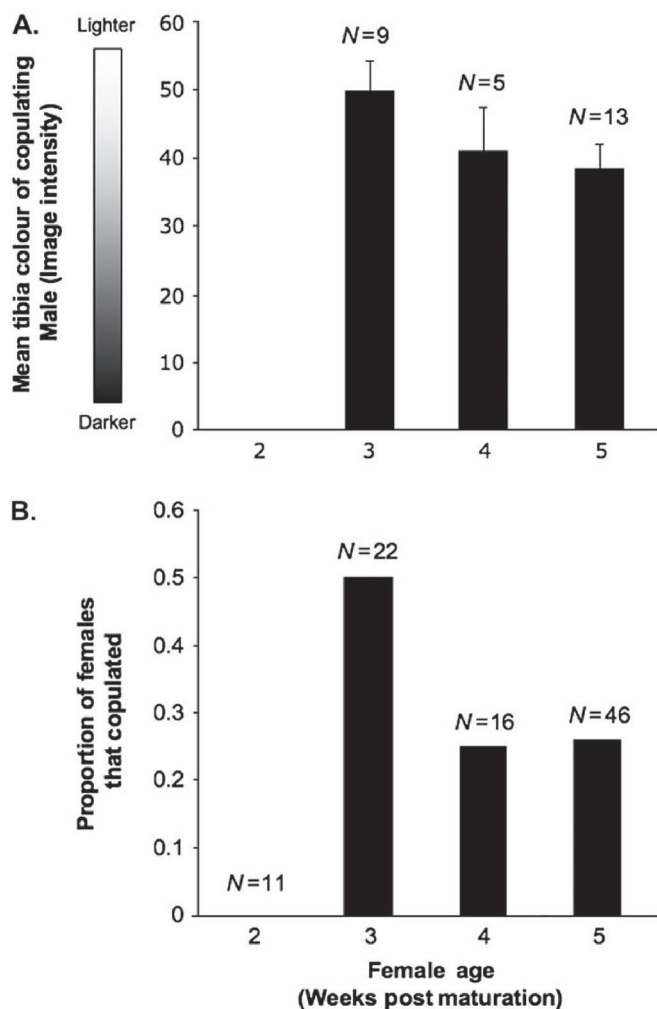 A.
Lighter
Darker
Mean tibia colour of copulating
Male (Image intensity)
60
50
40
30
20
10
0
N=9
N=5
N=13
2 3 4 5
B.
Proportion of females
that copulated
0.6
0.5
0.4
0.3
0.2
0.1
0
N=11
N=22
N=16
N=46
2 3 4 5
Female age
(Weeks post maturation)